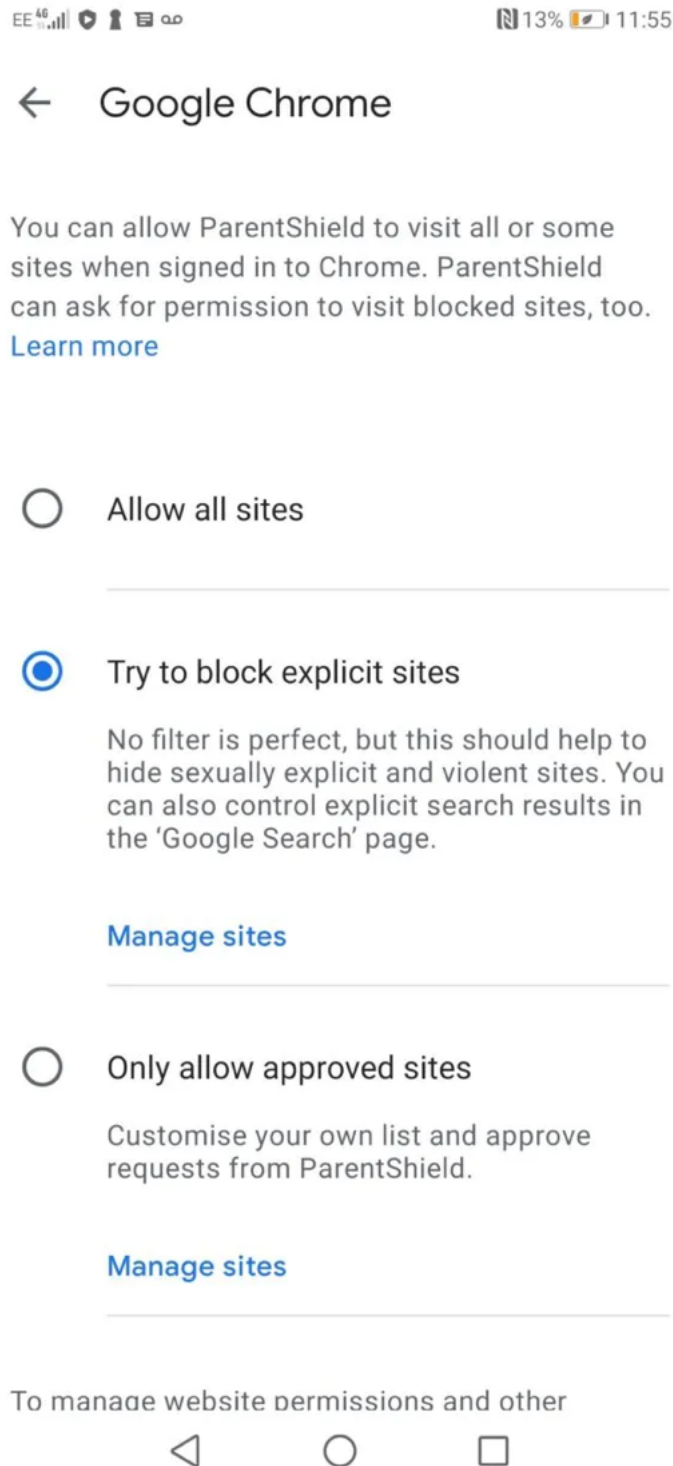 EE 4G 13% 11:55
Google Chrome
You can allow ParentShield to visit all or some
sites when signed in to Chrome. ParentShield
can ask for permission to visit blocked sites, too.
Learn more
Allow all sites
Try to block explicit sites
No filter is perfect, but this should help to
hide sexually explicit and violent sites. You
can also control explicit search results in
the ‘Google Search’ page.
Manage sites
Only allow approved sites
Customise your own list and approve
requests from ParentShield.
Manage sites
To manage website permissions and other